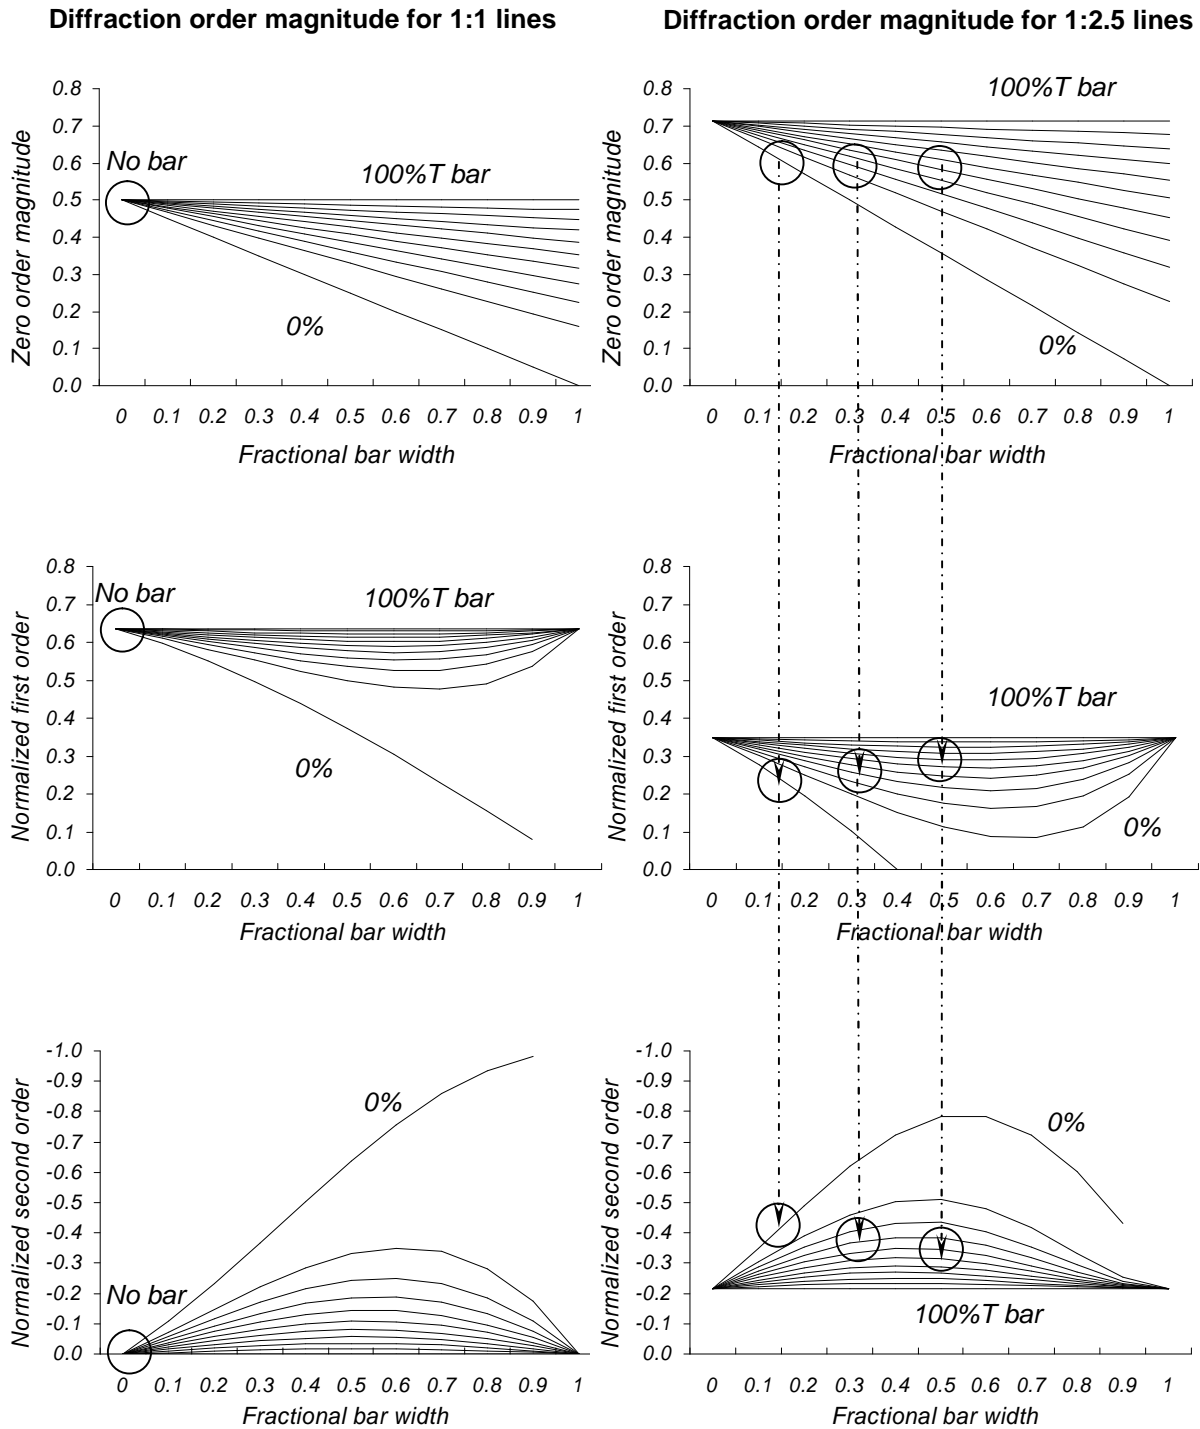 Diffraction order magnitude for 1:1 lines
Zero order magnitude
0.8
0.7
0.6
0.5
0.4
0.3
0.2
0.1
0.0
No bar
100%T bar
0%
0 0.1 0.2 0.3 0.4 0.5 0.6 0.7 0.8 0.9 1
Fractional bar width
Normalized first order
0.8
0.7
0.6
0.5
0.4
0.3
0.2
0.1
0.0
No bar
100%T bar
0%
0 0.1 0.2 0.3 0.4 0.5 0.6 0.7 0.8 0.9 1
Fractional bar width
Normalized second order
-1.0
-0.9
-0.8
-0.7
-0.6
-0.5
-0.4
-0.3
-0.2
-0.1
0.0
0%
No bar
0 0.1 0.2 0.3 0.4 0.5 0.6 0.7 0.8 0.9 1
Fractional bar width
Diffraction order magnitude for 1:2.5 lines
Zero order magnitude
0.8
0.7
0.6
0.5
0.4
0.3
0.2
0.1
0.0
100%T bar
0%
0 0.1 0.2 0.3 0.4 0.5 0.6 0.7 0.8 0.9 1
Fractional bar width
Normalized first order
0.8
0.7
0.6
0.5
0.4
0.3
0.2
0.1
0.0
100%T bar
0%
0 0.1 0.2 0.3 0.4 0.5 0.6 0.7 0.8 0.9 1
Fractional bar width
Normalized second order
-1.0
-0.9
-0.8
-0.7
-0.6
-0.5
-0.4
-0.3
-0.2
-0.1
0.0
0%
100%T bar
0 0.1 0.2 0.3 0.4 0.5 0.6 0.7 0.8 0.9 1
Fractional bar width